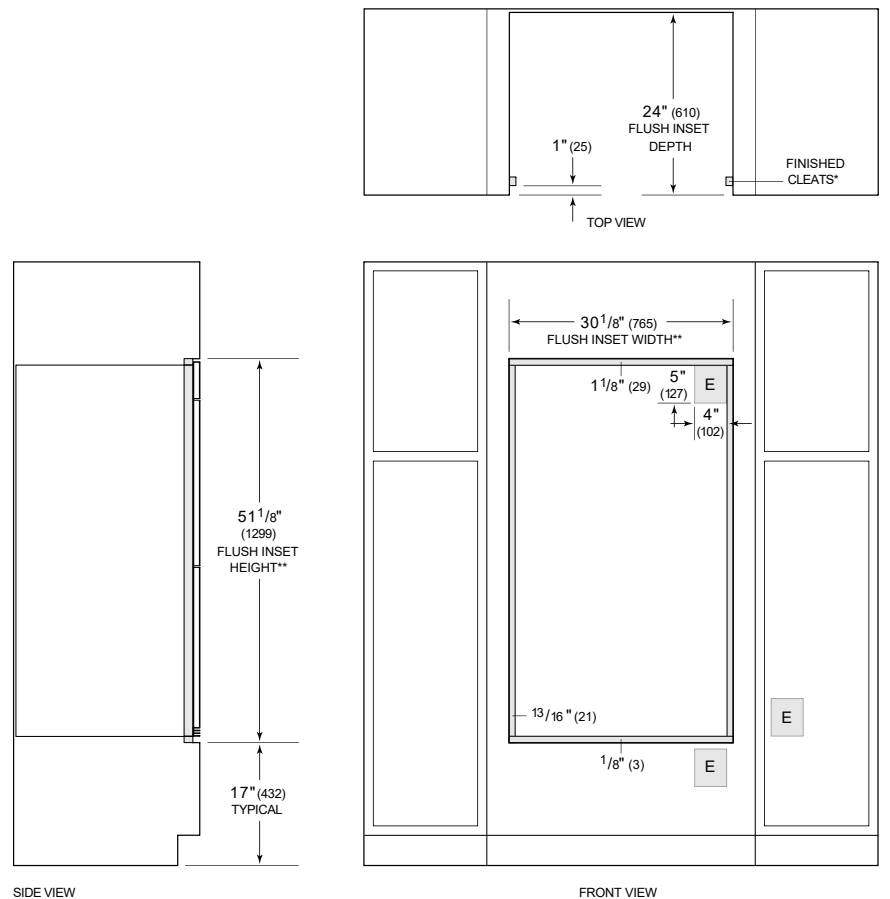 24" (610)
FLUSH INSET
DEPTH
1" (25)
FINISHED
CLEATS*
TOP VIEW
30 1/8" (765)
FLUSH INSET WIDTH**
1 1/8" (29)
5"
(127)
E
4"
(102)
51 1/8"
(1299)
FLUSH INSET
HEIGHT**
13/16" (21)
E
1/8" (3)
E
17" (432)
TYPICAL
SIDE VIEW
FRONT VIEW